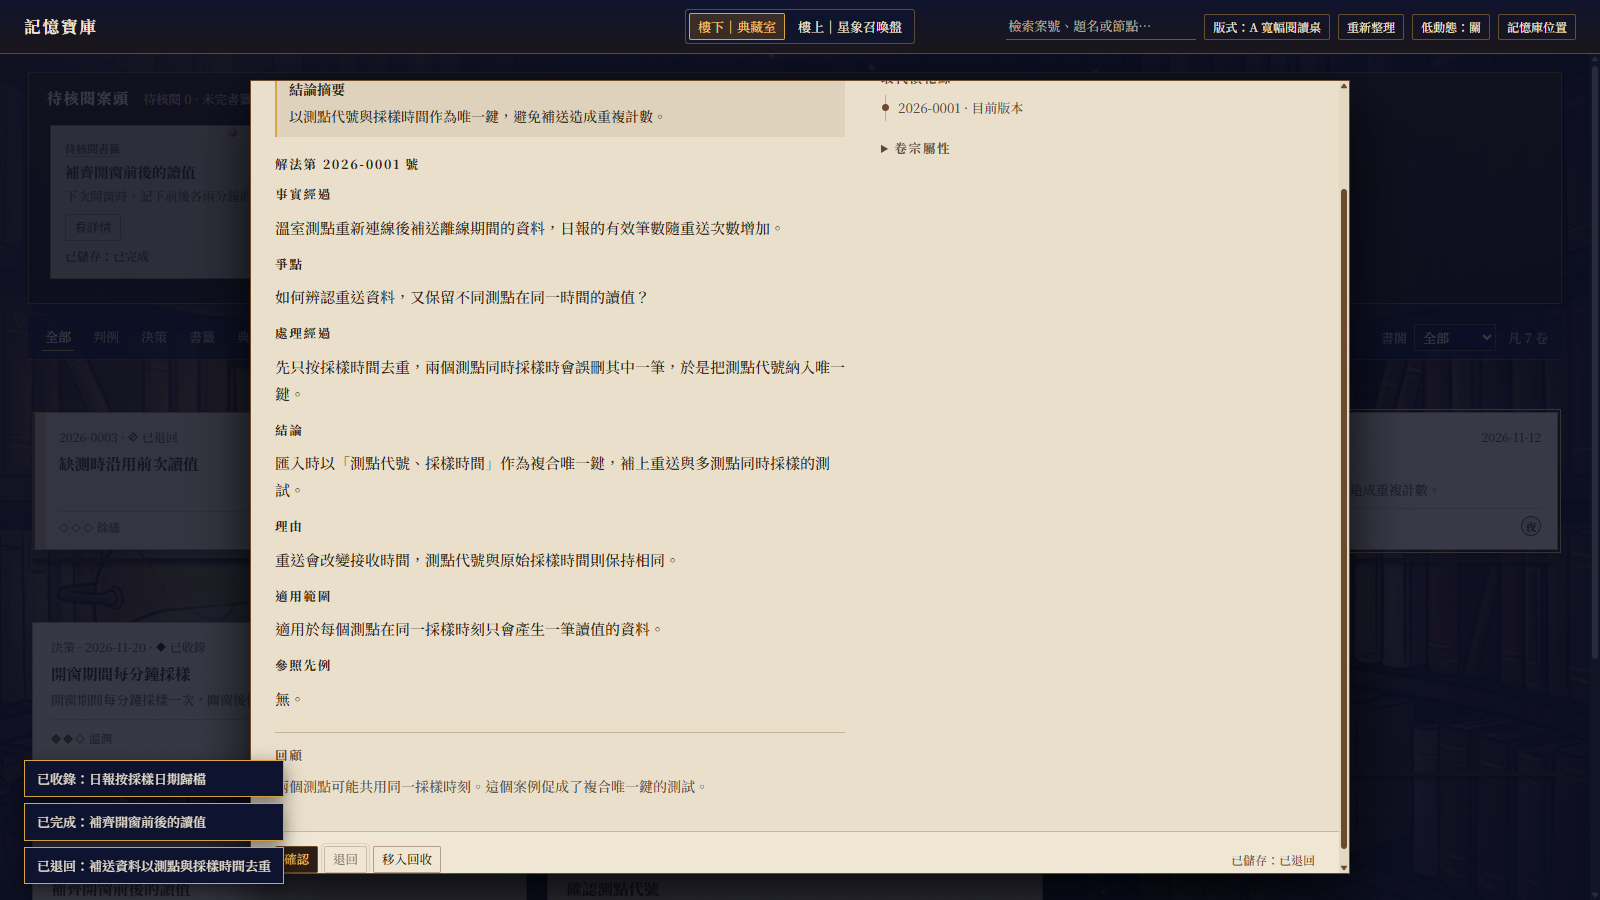 記憶寶庫
樓下｜典藏室
樓上｜星象召喚盤
檢索案號、題名或節點…
版式：A 寬幅閱讀桌
重新整理
低動態：關
記憶庫位置
待核閱案頭
待核閱 0 · 未完書籤
待核閱書籤
補齊開窗前後的讀值
下次開窗時，記下前後各兩分鐘的
看詳情
已儲存：已完成
全部
判例
決策
書籤
典
書閣
全部
凡 7 卷
2026-0003 · 已退回
缺測時沿用前次讀值
◇◇◇ 餘燼
2026-11-12
造成重複計數。
夜
決策 · 2026-11-20 · ◆ 已收錄
開窗期間每分鐘採樣
開窗期間每分鐘採樣一次，關窗後
◆◆◇ 溫潤
補齊開窗前後的讀值
確認測點代號
結論摘要
以測點代號與採樣時間作為唯一鍵，避免補送造成重複計數。
解法第 2026-0001 號
事實經過
溫室測點重新連線後補送離線期間的資料，日報的有效筆數隨重送次數增加。
爭點
如何辨認重送資料，又保留不同測點在同一時間的讀值？
處理經過
先只按採樣時間去重，兩個測點同時採樣時會誤刪其中一筆，於是把測點代號納入唯一
鍵。
結論
匯入時以「測點代號、採樣時間」作為複合唯一鍵，補上重送與多測點同時採樣的測
試。
理由
重送會改變接收時間，測點代號與原始採樣時間則保持相同。
適用範圍
適用於每個測點在同一採樣時刻只會產生一筆讀值的資料。
參照先例
無。
回顧
個測點可能共用同一採樣時刻。這個案例促成了複合唯一鍵的測試。
2026-0001 · 目前版本
▶ 卷宗屬性
確認
退回
移入回收
已儲存：已退回
已收錄：日報按採樣日期歸檔
已完成：補齊開窗前後的讀值
已退回：補送資料以測點與採樣時間去重